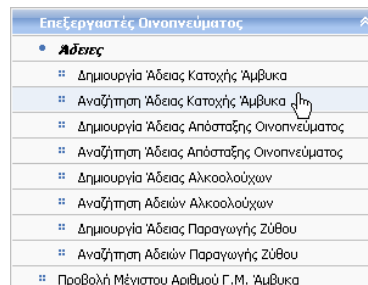 Επεξεργαστές Οινοπνεύματος
Άδειες
Δημιουργία Άδειας Κατοχής Άμβυκα
Αναζήτηση Άδειας Κατοχής Άμβυκα
Δημιουργία Άδειας Απόσταξης Οινοπνεύματος
Αναζήτηση Άδειας Απόσταξης Οινοπνεύματος
Δημιουργία Άδειας Αλκοολούχων
Αναζήτηση Αδειών Αλκοολούχων
Δημιουργία Άδειας Παραγωγής Ζύθου
Αναζήτηση Αδειών Παραγωγής Ζύθου
Προβολή Μέγιστου Αριθμού Γ.Μ. Άμβυκα